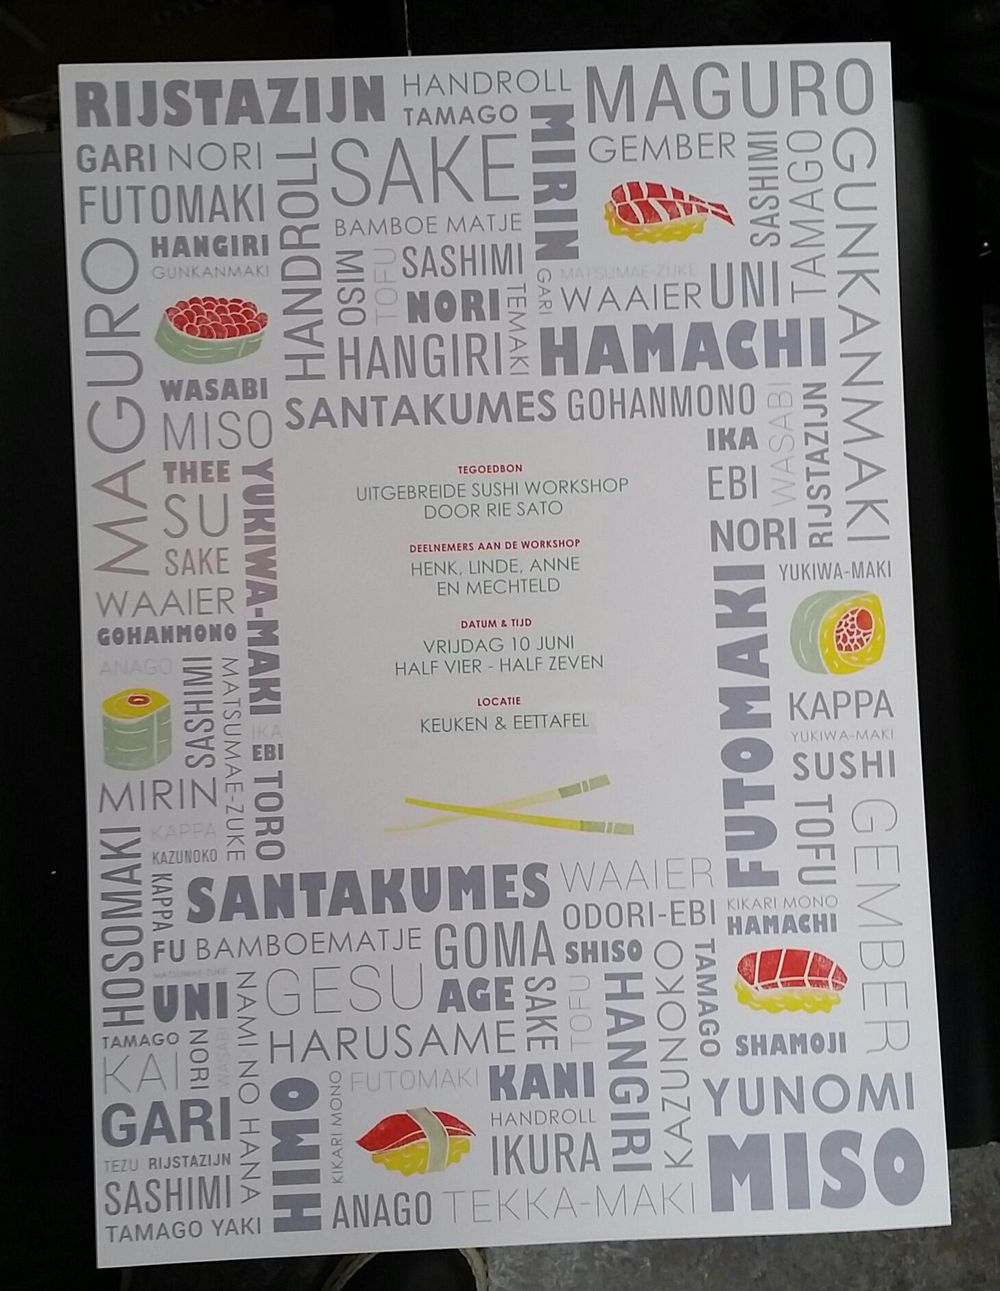 RIJSTAZIJN
HANDROLL
MAGURO
TAMAGO
MIRIN
GARI NORI
HANDROLL
SAKE
GEMBER
SASHIMI
TAMAGO
GUNKANMAKI
FUTOMAKI
BAMBOE MATJE
HANGIRI
GUNKANMAKI
MAGURO
MISO
TOFU
SASHIMI
GARI
MATSUMAE-ZUKE
WAAIER
UNI
NORI
TEMAKI
HANGIRI
HAMACHI
WASABI
SANTAKUMES
GOHANMONO
WASABI
RIJSTAZIJN
MISO
IKA
THEE
YUKIWA-MAKI
EBI
SU
NORI
SAKE
YUKIWA-MAKI
WAAIER
FUTOMAKI
GOHANMONO
ANAGO
SASHIMI
MATSUMAE-ZUKE
IKA
EBI
TORO
TEGOEDBON
UITGEBREIDE SUSHI WORKSHOP
DOOR RIE SATO
DEELNEMERS AAN DE WORKSHOP
HENK, LINDE, ANNE
EN MECHTELD
DATUM & TIJD
VRIJDAG 10 JUNI
HALF VIER - HALF ZEVEN
LOCATIE
KEUKEN & EETTAFEL
KAPPA
YUKIWA-MAKI
SUSHI
TOFU
GEMBER
MIRIN
HOSOMAKI
KAPPA
KAZUNOKO
KAPPA
SANTAKUMES
WAAIER
KIKARI MONO
HAMACHI
ODORI-EBI
FU
BAMBOEMATJE
GOMA
SHISO
KAZUNOKO
TAMAGO
MATSUMAE-ZUKE
UNI
NAMI NO HANA
GESU
AGE
SAKE
TOFU
HANGIRI
TAMAGO
NORI
WASABI
HARUSAME
SHAMOJI
KAI
HIMO
KIKARI MONO
FUTOMAKI
KANI
YUNOMI
GARI
HANDROLL
IKURA
MISO
TEZU
RIJSTAZIJN
SASHIMI
ANAGO
TEKKA-MAKI
TAMAGO YAKI